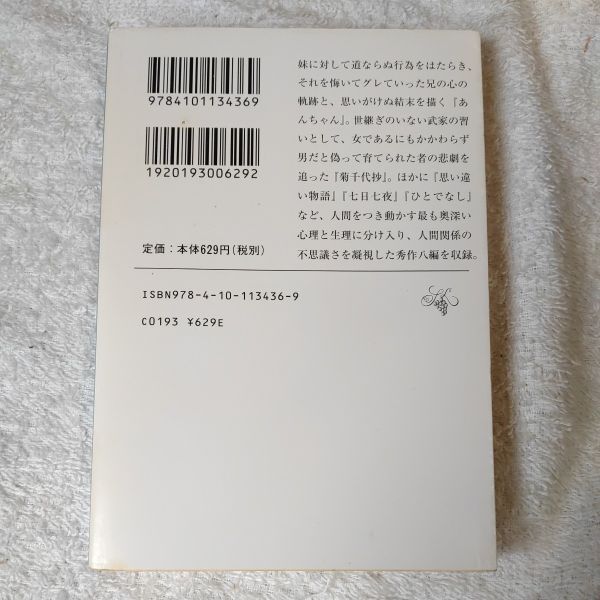 妹に対して道ならぬ行為をはたらき、
それを悔いてグレていった兄の心の
軌跡と、思いがけぬ結末を描く『あ
んちゃん』。世継ぎのいない武家の習
いとして、女であるにもかかわらず
男だと偽って育てられた者の悲劇を
追った『菊千代抄』。ほかに『思い違
い物語』『七日七夜』『ひとでなし』
など、人間をつき動かす最も奥深い
心理と生理に分け入り、人間関係の
不思議さを凝視した秀作八編を収録。
9784101134369
1920193006292
定価：本体629円(税別)
ISBN978-4-10-113436-9
C0193 ¥629E